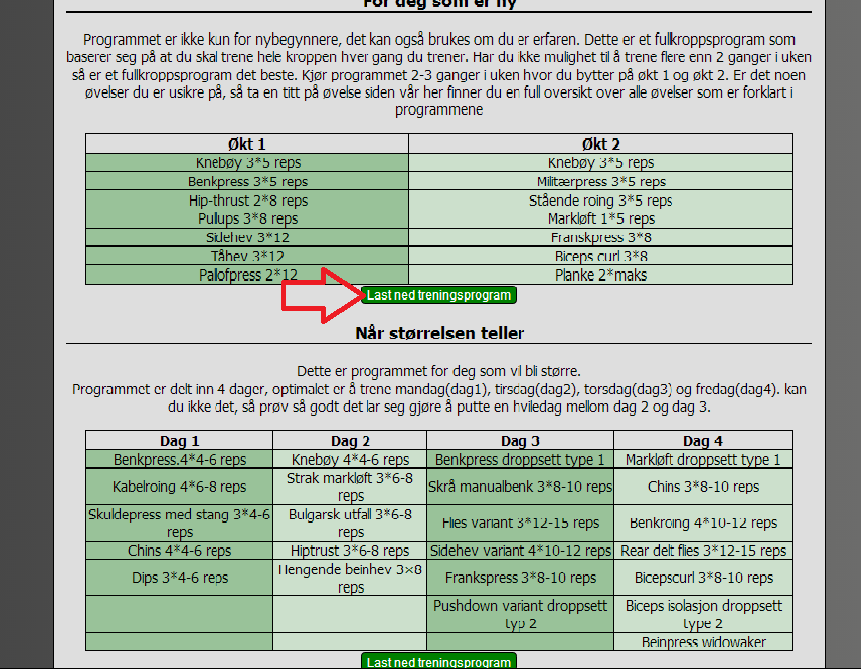 For deg som er ny
Programmet er ikke kun for nybegynnere, det kan også brukes om du er erfaren. Dette er et fulkroppsprogram som
baserer seg på at du skal trene hele kroppen hver gang du trener. Har du ikke mulighet til å trene flere enn 2 ganger i uken
så er et fullkroppsprogram det beste. Kjør programmet 2-3 ganger i uken hvor du bytter på økt 1 og økt 2. Er det noen
øvelser du er usikre på, så ta en titt på øvelse siden vår her finner du en full oversikt over alle øvelser som er forklart i
programmene
Økt 1 Økt 2
Knebøy 3*5 reps Knebøy 3*5 reps
Benkpress 3*5 reps Militærpress 3*5 reps
Hip-thrust 2*8 reps Stående roing 3*5 reps
Pulups 3*8 reps Markløft 1*5 reps
Sidehev 3*12 Franskpress 3*8
Tåhev 3*12 Biceps curl 3*8
Palofpress 2*12 Planke 2*maks
Last ned treningsprogram
Når størrelsen teller
Dette er programmet for deg som vil bli større.
Programmet er delt inn 4 dager, optimalet er å trene mandag(dag1), tirsdag(dag2), torsdag(dag3) og fredag(dag4). kan
du ikke det, så prøv så godt det lar seg gjøre å putte en hviledag mellom dag 2 og dag 3.
Dag 1 Dag 2 Dag 3 Dag 4
Benkpress.4*4-6 reps Knebøy 4*4-6 reps Benkpress droppsett type 1 Markløft droppsett type 1
Kabelroing 4*6-8 reps Strak markløft 3*6-8
reps Skrå manualbenk 3*8-10 reps Chins 3*8-10 reps
Skuldepress med stang 3*4-6
reps Bulgarsk utfall 3*6-8
reps Flies variant 3*12-15 reps Benkroing 4*10-12 reps
Chins 4*4-6 reps Hiptrust 3*6-8 reps Sidehev variant 4*10-12 reps Rear delt flies 3*12-15 reps
Dips 3*4-6 reps Hengende beinhev 3×8
reps Frankspress 3*8-10 reps Bicepscurl 3*8-10 reps
Pushdown variant droppsett
typ 2 Biceps isolasjon droppsett
type 2
Beinpress widowaker
Last ned treningsprogram